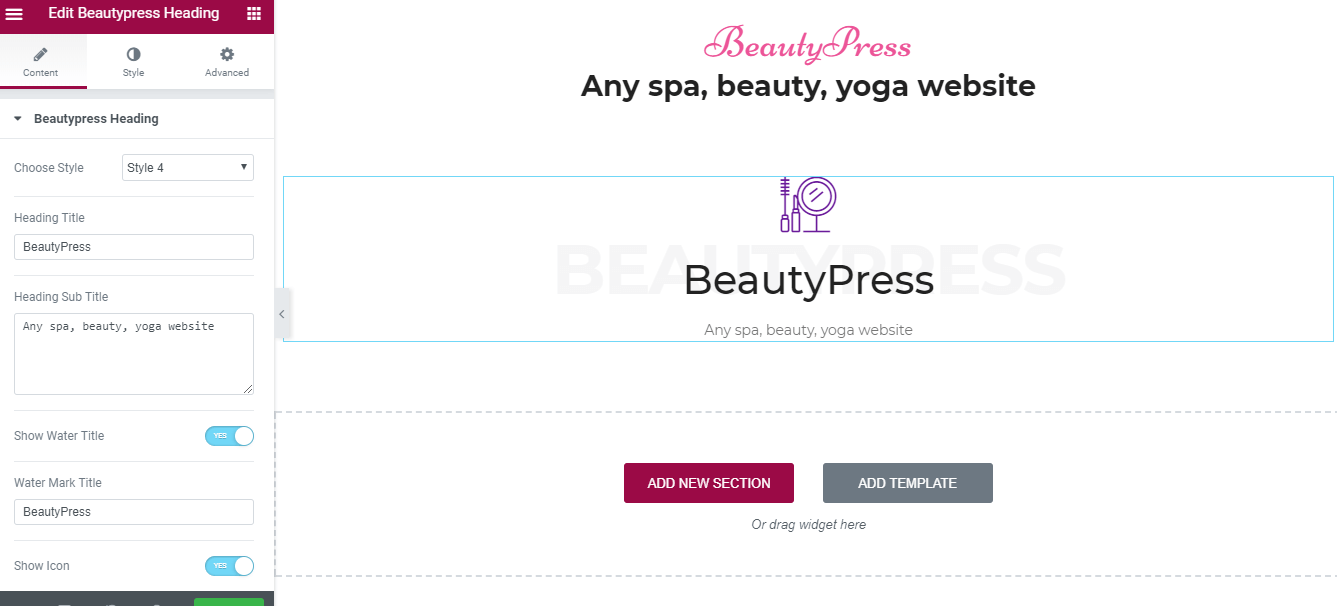 Edit Beautypress Heading
Content
Style
Advanced
Beautypress Heading
Choose Style
Style 4
Heading Title
BeautyPress
Heading Sub Title
Any spa, beauty, yoga website
Show Water Title
YES
Water Mark Title
BeautyPress
Show Icon
YES
BeautyPress
Any spa, beauty, yoga website
BEAUTYPRESS
BeautyPress
Any spa, beauty, yoga website
ADD NEW SECTION
ADD TEMPLATE
Or drag widget here